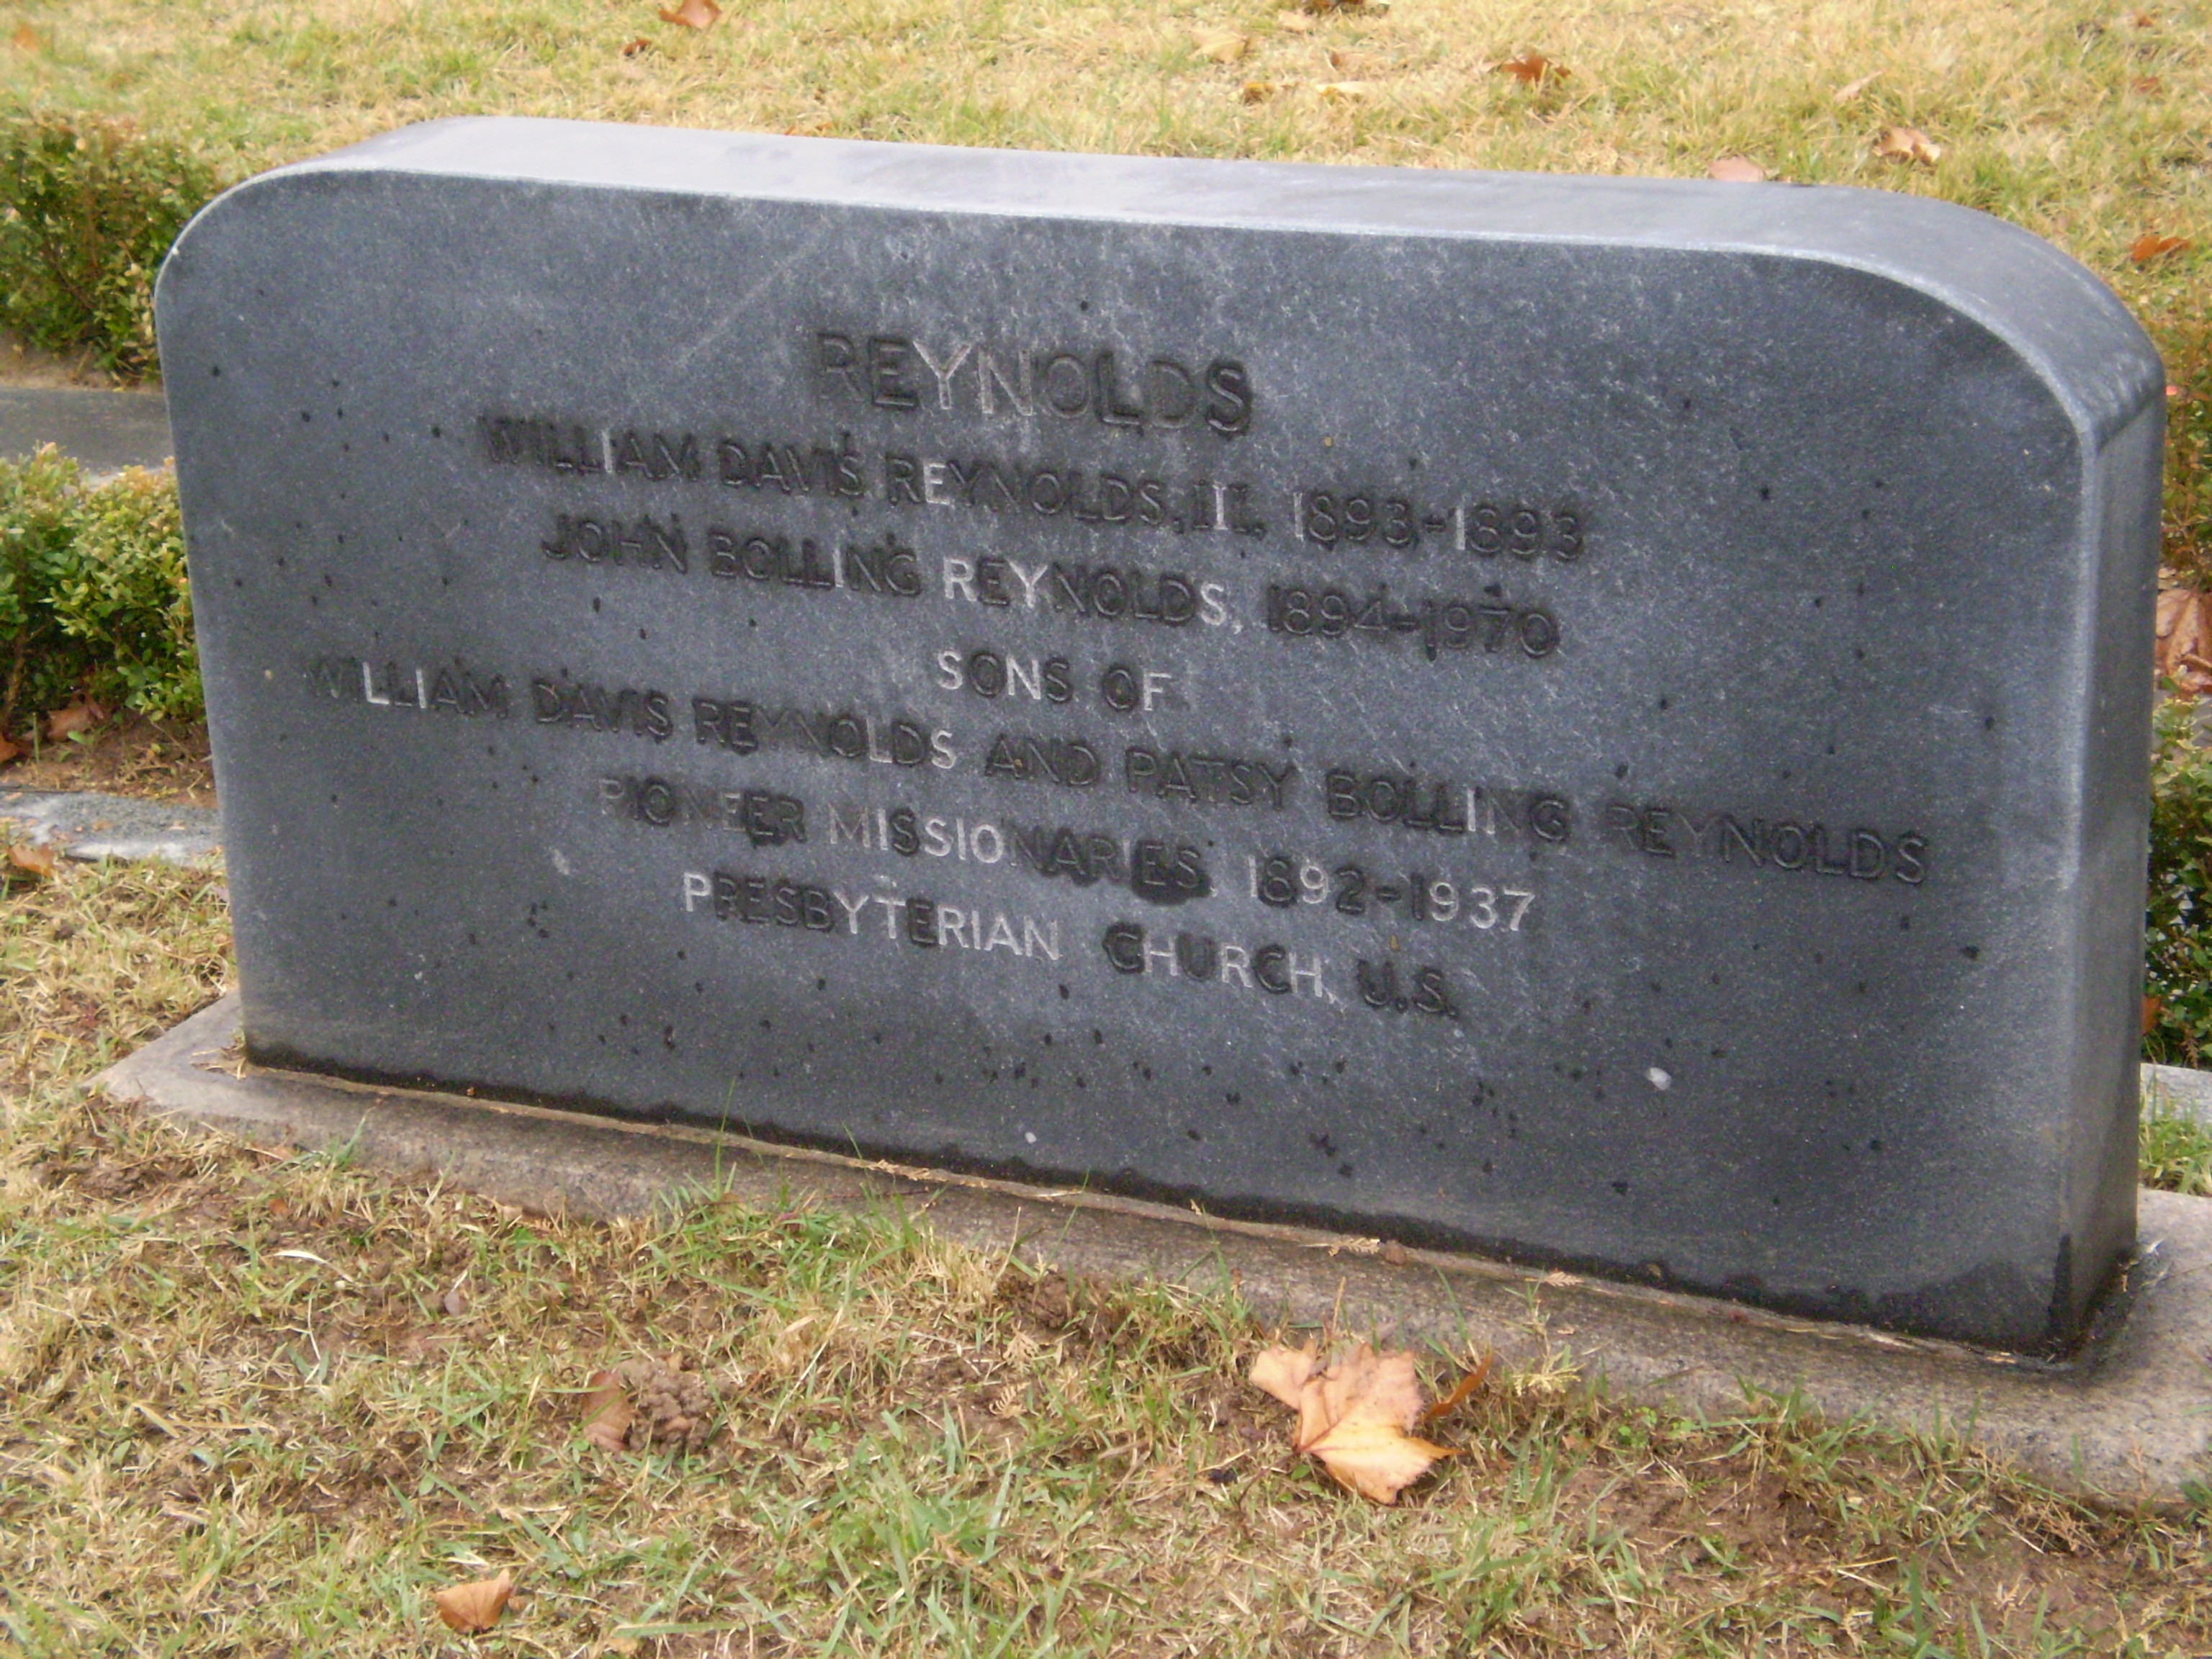 REYNOLDS
WILLIAM DAVIS REYNOLDS, III, 1893-1893
JOHN BOLLING REYNOLDS, 1894-1970
SONS OF
WILLIAM DAVIS REYNOLDS AND PATSY BOLLING REYNOLDS
PIONEER MISSIONARIES, 1892-1937
PRESBYTERIAN CHURCH, U.S.